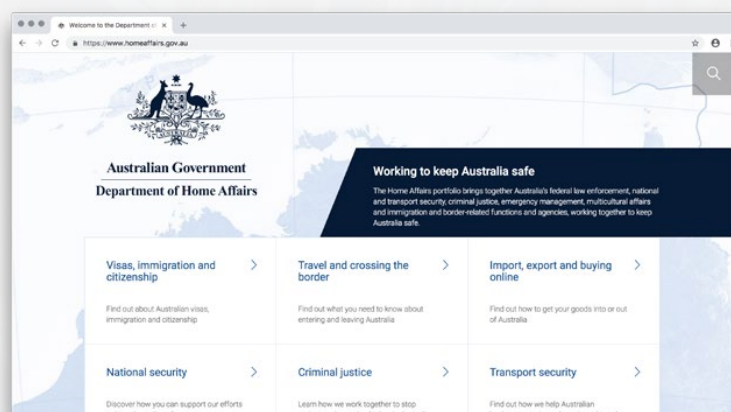 Welcome to the Department of
https://www.homeaffairs.gov.au
AUSTRALIA
Australian Government
Department of Home Affairs
Working to keep Australia safe
The Home Affairs portfolio brings together Australia's federal law enforcement, national
and transport security, criminal justice, emergency management, multicultural affairs
and immigration and border-related functions and agencies, working together to keep
Australia safe.
Visas, immigration and
citizenship
Find out about Australian visas,
immigration and citizenship
Travel and crossing the
border
Find out what you need to know about
entering and leaving Australia
Import, export and buying
online
Find out how to get your goods into or out
of Australia
National security
Discover how you can support our efforts
Criminal justice
Learn how we work together to stop
Transport security
Find out how we help Australian